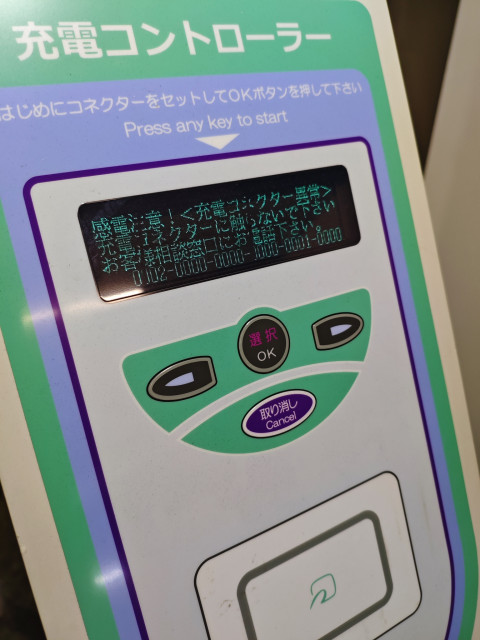 充電コントローラー
はじめにコネクターをセットしてOKボタンを押して下さい
Press any key to start
感電注意！＜充電コネクター異常＞
充電コネクターに触らないで下さい
お客様相談窓口にお電話下さい。
選択
OK
取り消し
Cancel